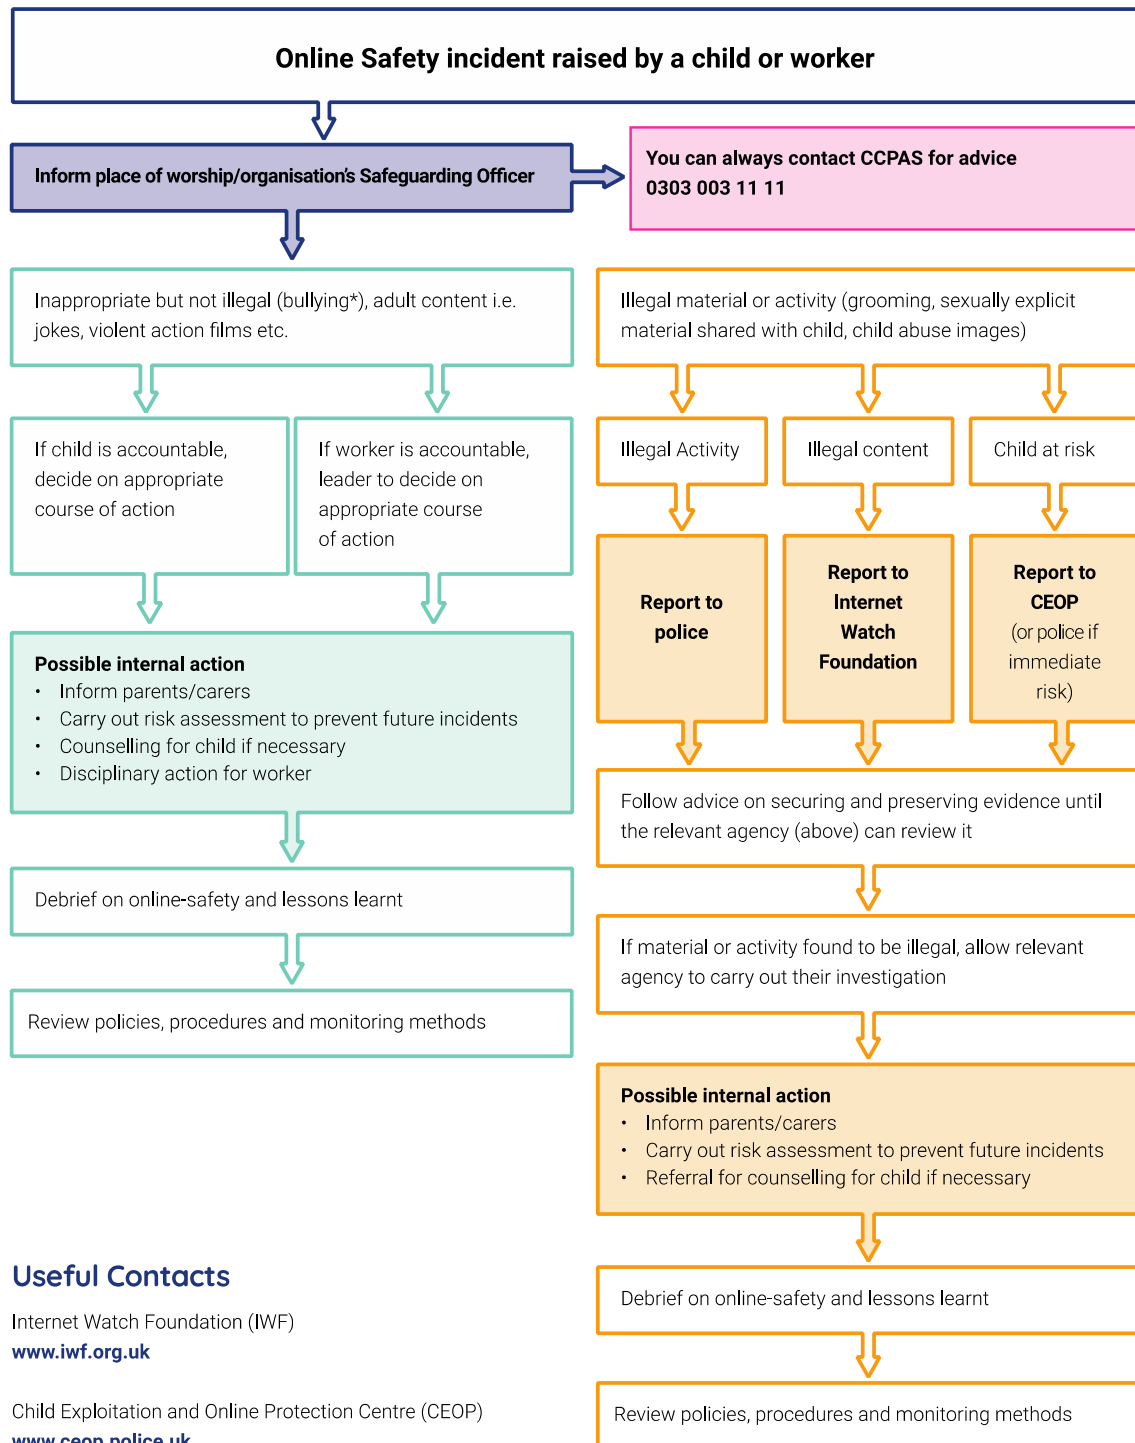 Online Safety incident raised by a child or worker
Inform place of worship/organisation's Safeguarding Officer
You can always contact CCPAS for advice
0303 003 11 11
Inappropriate but not illegal (bullying*), adult content i.e.
jokes, violent action films etc.
If child is accountable,
decide on appropriate
course of action
If worker is accountable,
leader to decide on
appropriate course
of action
Possible internal action
• Inform parents/carers
• Carry out risk assessment to prevent future incidents
• Counselling for child if necessary
• Disciplinary action for worker
Debrief on online-safety and lessons learnt
Review policies, procedures and monitoring methods
Illegal material or activity (grooming, sexually explicit
material shared with child, child abuse images)
Illegal Activity
Illegal content
Child at risk
Report to
police
Report to
Internet
Watch
Foundation
Report to
CEOP
(or police if
immediate
risk)
Follow advice on securing and preserving evidence until
the relevant agency (above) can review it
If material or activity found to be illegal, allow relevant
agency to carry out their investigation
Possible internal action
• Inform parents/carers
• Carry out risk assessment to prevent future incidents
• Referral for counselling for child if necessary
Debrief on online-safety and lessons learnt
Review policies, procedures and monitoring methods
Useful Contacts
Internet Watch Foundation (IWF)
www.iwf.org.uk
Child Exploitation and Online Protection Centre (CEOP)
www.ceop.police.uk